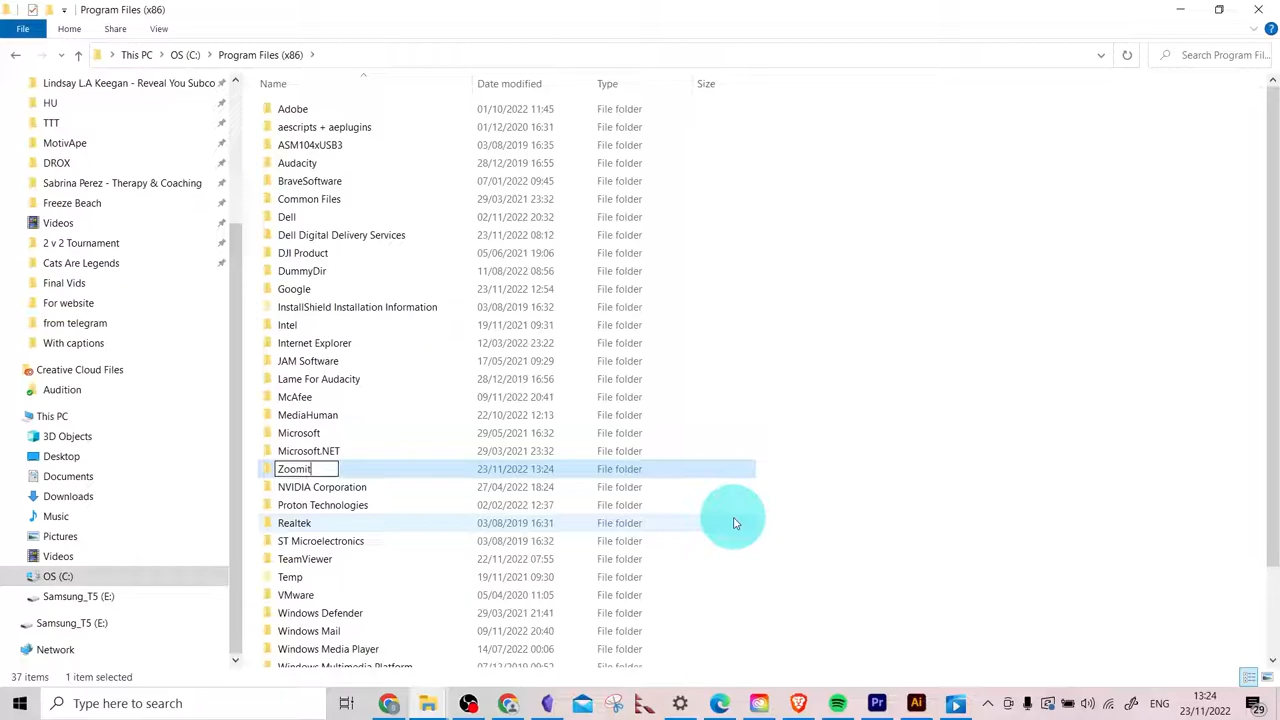 Program Files (x86)
File Home Share View
This PC OS (C:) Program Files (x86) Search Program Fil...
Name Date modified Type Size
Lindsay L.A Keegan - Reveal You Subco
HU
TTT
MotivApe
DROX
Sabrina Perez - Therapy & Coaching
Freeze Beach
Videos
2 v 2 Tournament
Cats Are Legends
Final Vids
For website
from telegram
With captions
Creative Cloud Files
Audition
This PC
3D Objects
Desktop
Documents
Downloads
Music
Pictures
Videos
OS (C:)
Samsung_T5 (E:)
Samsung_T5 (E:)
Network
Adobe 01/10/2022 11:45 File folder
aescripts + aeplugins 01/12/2020 16:31 File folder
ASM104xUSB3 03/08/2019 16:35 File folder
Audacity 28/12/2019 16:55 File folder
BraveSoftware 07/01/2022 09:45 File folder
Common Files 29/03/2021 23:32 File folder
Dell 02/11/2022 20:32 File folder
Dell Digital Delivery Services 23/11/2022 08:12 File folder
DJI Product 05/06/2021 19:06 File folder
DummyDir 11/08/2022 08:56 File folder
Google 23/11/2022 12:54 File folder
InstallShield Installation Information 03/08/2019 16:32 File folder
Intel 19/11/2021 09:31 File folder
Internet Explorer 12/03/2022 23:22 File folder
JAM Software 17/05/2021 09:29 File folder
Lame For Audacity 28/12/2019 16:56 File folder
McAfee 09/11/2022 20:41 File folder
MediaHuman 22/10/2022 12:13 File folder
Microsoft 29/05/2021 16:32 File folder
Microsoft.NET 29/03/2021 23:32 File folder
Zoomit 23/11/2022 13:24 File folder
NVIDIA Corporation 27/04/2022 18:24 File folder
Proton Technologies 02/02/2022 12:37 File folder
Realtek 03/08/2019 16:31 File folder
ST Microelectronics 03/08/2019 16:32 File folder
TeamViewer 22/11/2022 07:55 File folder
Temp 19/11/2021 09:30 File folder
VMware 05/04/2020 11:05 File folder
Windows Defender 29/03/2021 21:41 File folder
Windows Mail 09/11/2022 20:40 File folder
Windows Media Player 14/07/2022 00:06 File folder
Windows Multimedia Platform 07/12/2019 09:52 File folder
37 items 1 item selected
Type here to search
Pr Ai
ENG
13:24
23/11/2022
29